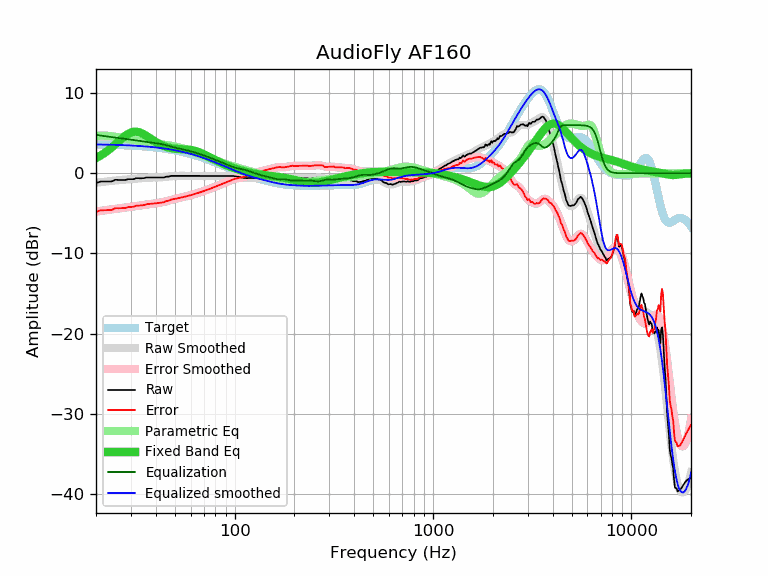 AudioFly AF160
Amplitude (dBr)
10
0
−10
−20
−30
−40
Target
Raw Smoothed
Error Smoothed
Raw
Error
Parametric Eq
Fixed Band Eq
Equalization
Equalized smoothed
100
1000
10000
Frequency (Hz)